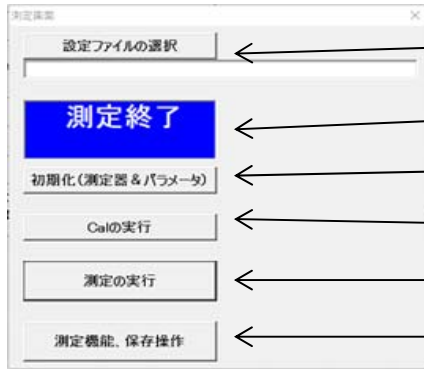 測定画面
設定ファイルの選択
測定終了
初期化(測定器&パラメータ)
Calの実行
測定の実行
測定機能、保存操作